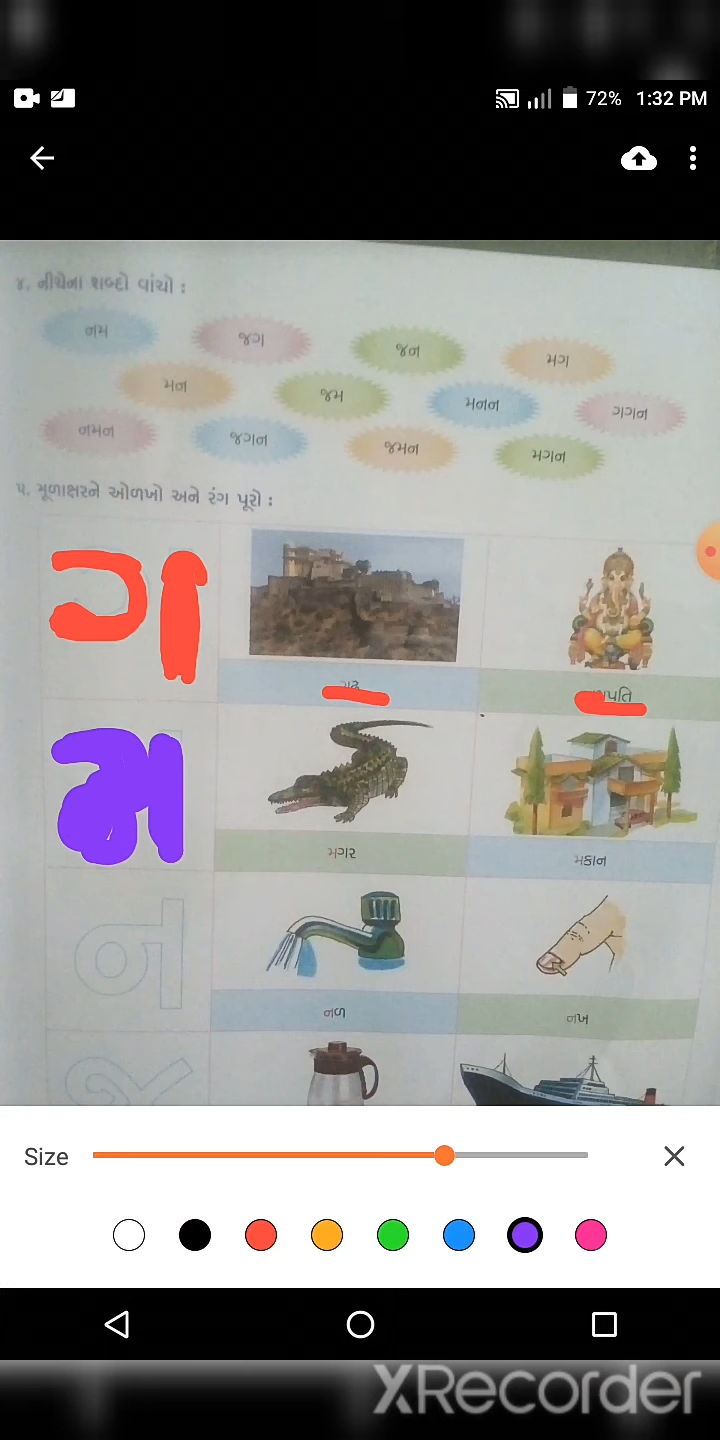 72% 1:32 PM
૪. નીચેના શબ્દો વાંચો :
નમ જગ જન મગ
મન જમ મનન ગગન
નમન જગન જમન મગન
૫. મૂળાક્ષરને ઓળખો અને રંગ પૂરો :
ગ
મ
મગર મકાન
ન
નળ નખ
Size
XRecorder